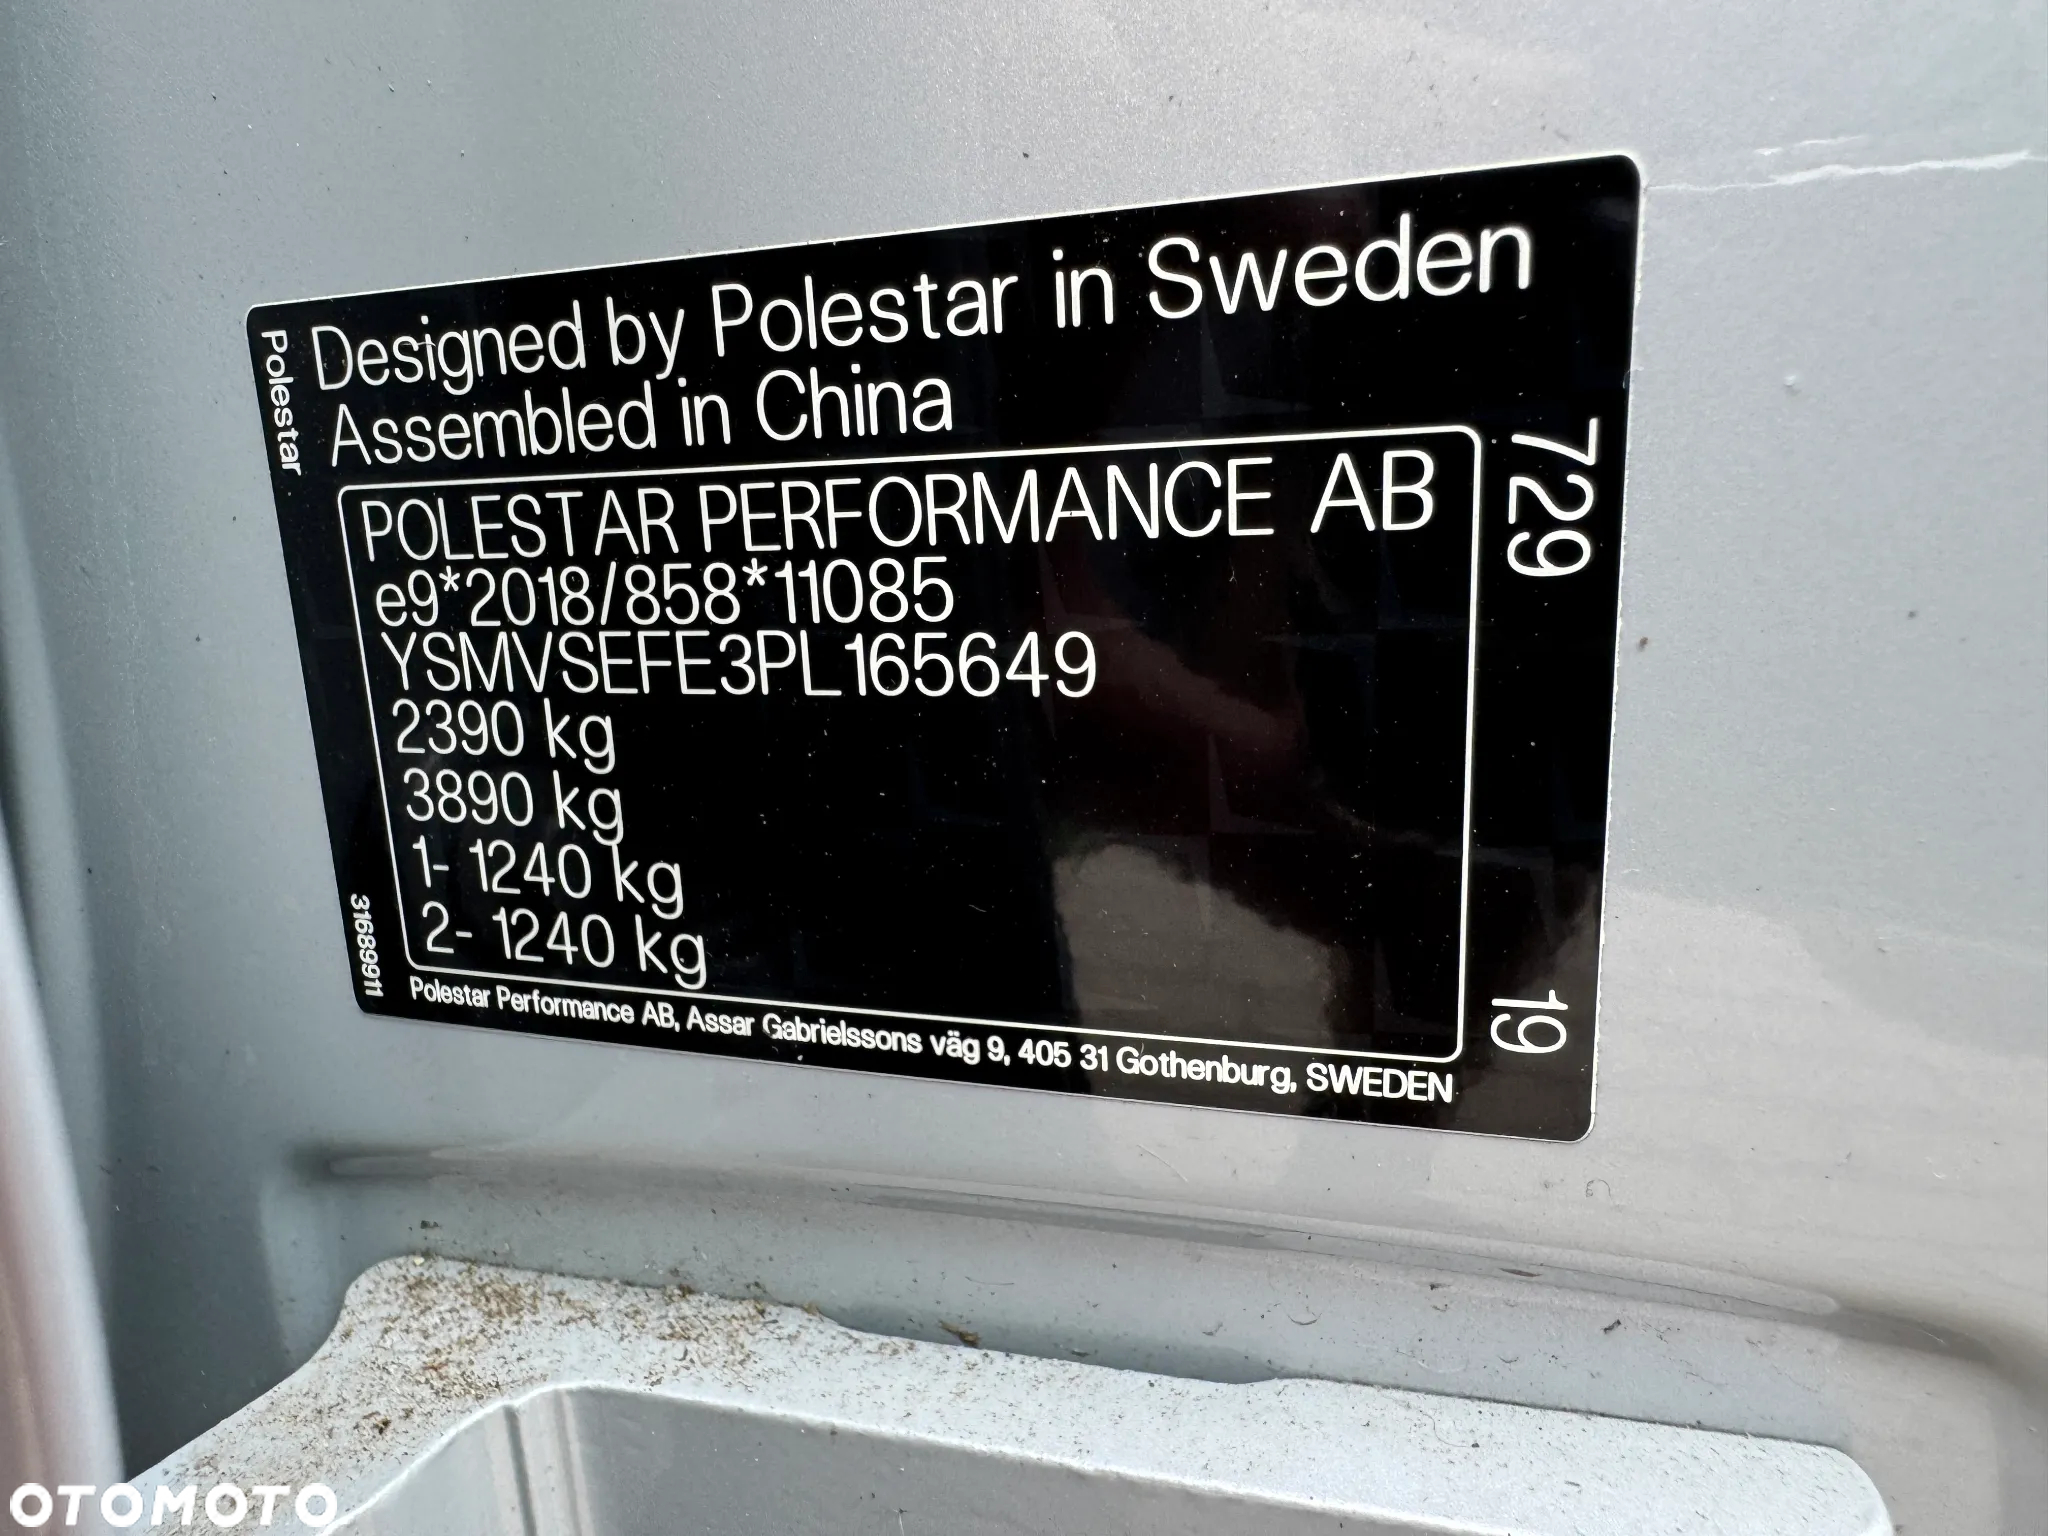 Designed by Polestar in Sweden
Assembled in China
Polestar
POLESTAR PERFORMANCE AB
e9*2018/858*11085
YSMVSEFE3PL165649
2390 kg
3890 kg
1- 1240 kg
2- 1240 kg
729
19
31689911
Polestar Performance AB, Assar Gabrielssons väg 9, 405 31 Gothenburg, SWEDEN
OTOMOTO